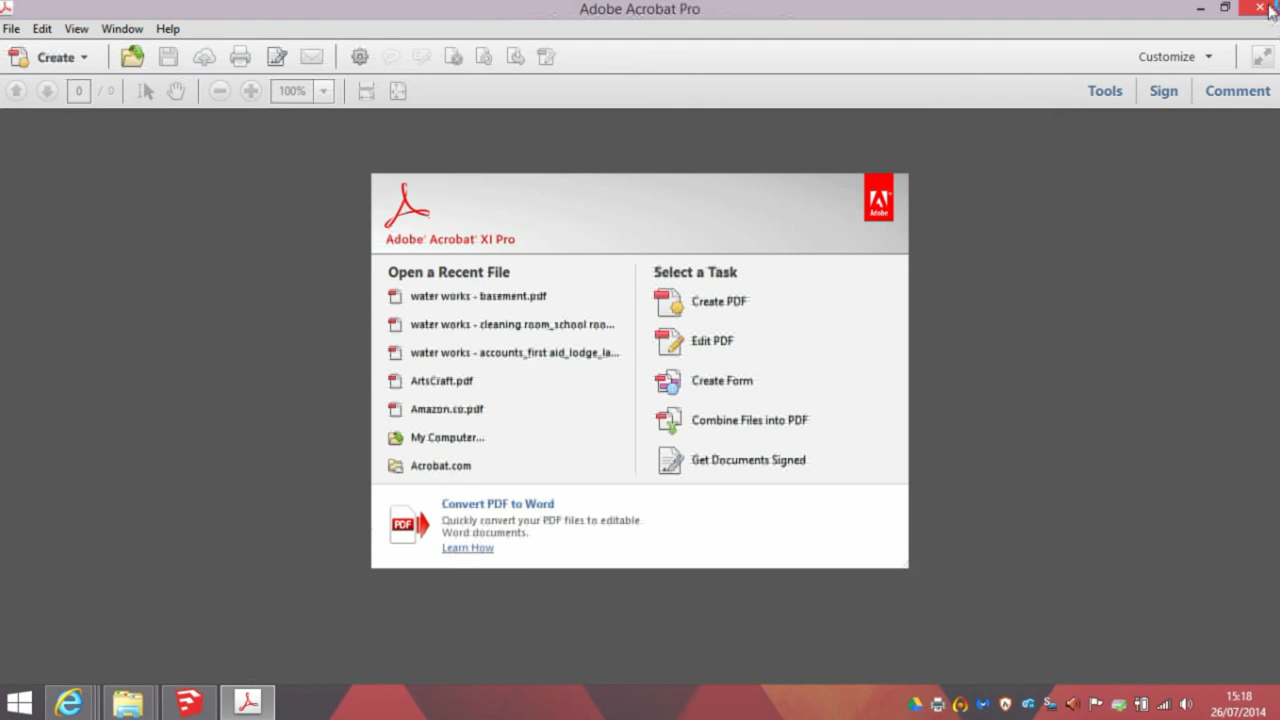 Adobe Acrobat Pro
File Edit View Window Help
Create
Customize
0 / 0
100%
Tools Sign Comment
Adobe
Adobe® Acrobat® XI Pro
Open a Recent File
water works - basement.pdf
water works - cleaning room_school roo...
water works - accounts_first aid_lodge_la...
ArtsCraft.pdf
Amazon.co.pdf
My Computer...
Acrobat.com
Select a Task
Create PDF
Edit PDF
Create Form
Combine Files into PDF
Get Documents Signed
PDF
Convert PDF to Word
Quickly convert your PDF files to editable
Word documents.
Learn How
15:18
26/07/2014